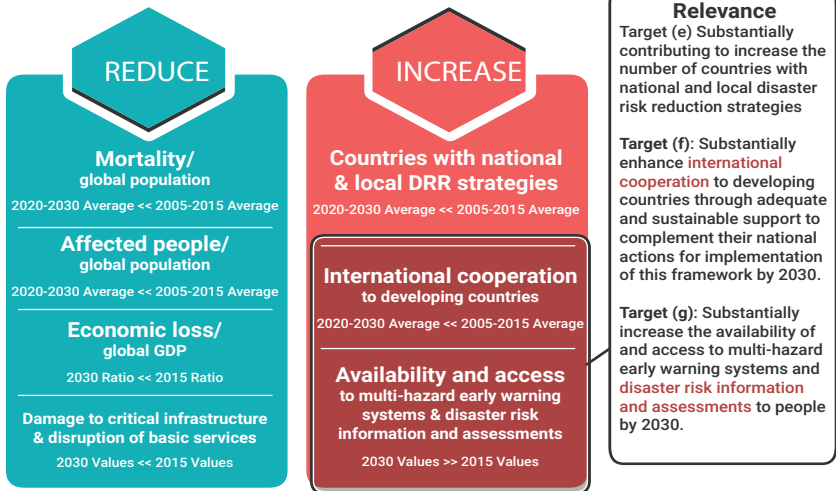 REDUCE
Mortality/
global population
2020-2030 Average << 2005-2015 Average
Affected people/
global population
2020-2030 Average << 2005-2015 Average
Economic loss/
global GDP
2030 Ratio << 2015 Ratio
Damage to critical infrastructure
& disruption of basic services
2030 Values << 2015 Values
INCREASE
Countries with national
& local DRR strategies
2020-2030 Average << 2005-2015 Average
International cooperation
to developing countries
2020-2030 Average << 2005-2015 Average
Availability and access
to multi-hazard early warning
systems & disaster risk
information and assessments
2030 Values >> 2015 Values
Relevance
Target (e) Substantially
contributing to increase the
number of countries with
national and local disaster
risk reduction strategies
Target (f): Substantially
enhance international
cooperation to developing
countries through adequate
and sustainable support to
complement their national
actions for implementation
of this framework by 2030.
Target (g): Substantially
increase the availability of
and access to multi-hazard
early warning systems and
disaster risk information
and assessments to people
by 2030.